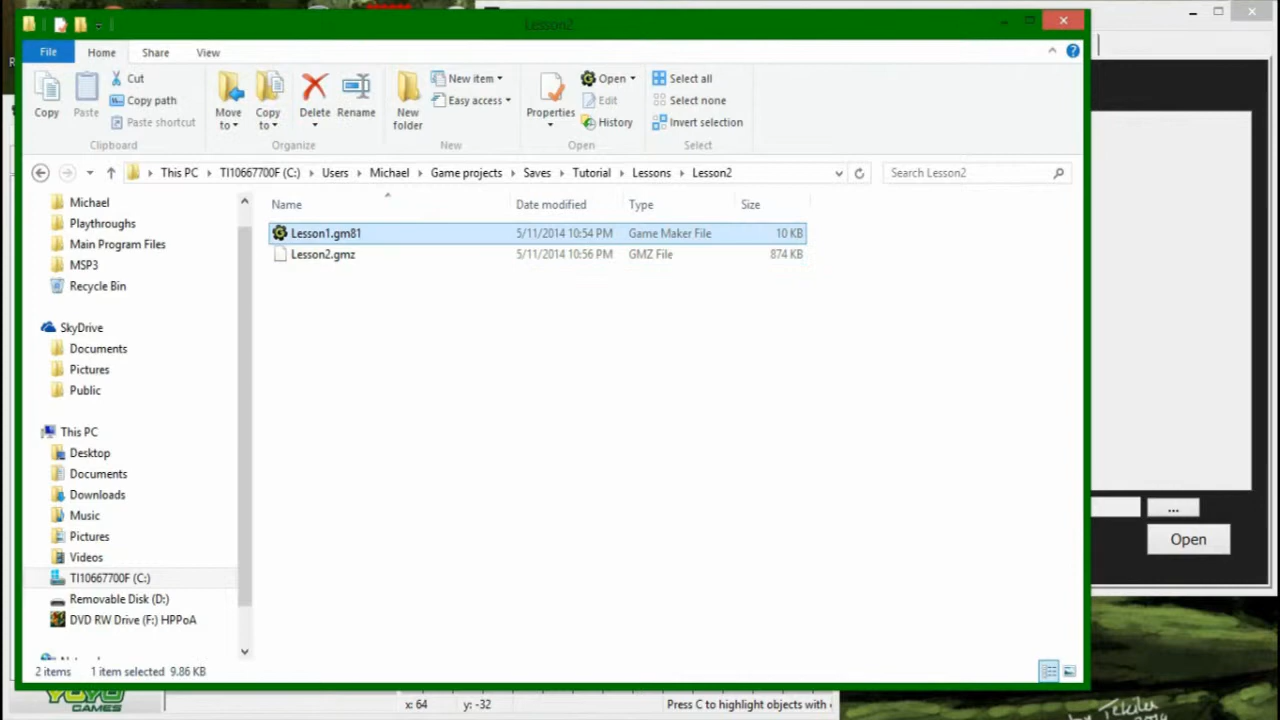 Lesson2
File Home Share View
Copy
Paste
Cut
Copy path
Paste shortcut
Clipboard
Move to
Copy to
Delete
Rename
Organize
New folder
New item
Easy access
New
Properties
Open
Edit
History
Open
Select all
Select none
Invert selection
Select
This PC TI10667700F (C:) Users Michael Game projects Saves Tutorial Lessons Lesson2
Search Lesson2
Name Date modified Type Size
Lesson1.gm81 5/11/2014 10:54 PM Game Maker File 10 KB
Lesson2.gmz 5/11/2014 10:56 PM GMZ File 874 KB
Michael
Playthroughs
Main Program Files
MSP3
Recycle Bin
SkyDrive
Documents
Pictures
Public
This PC
Desktop
Documents
Downloads
Music
Pictures
Videos
TI10667700F (C:)
Removable Disk (D:)
DVD RW Drive (F:) HPPoA
2 items 1 item selected 9.86 KB
...
Open
YOYO GAMES
x: 64 y: -32 Press C to highlight objects with
by